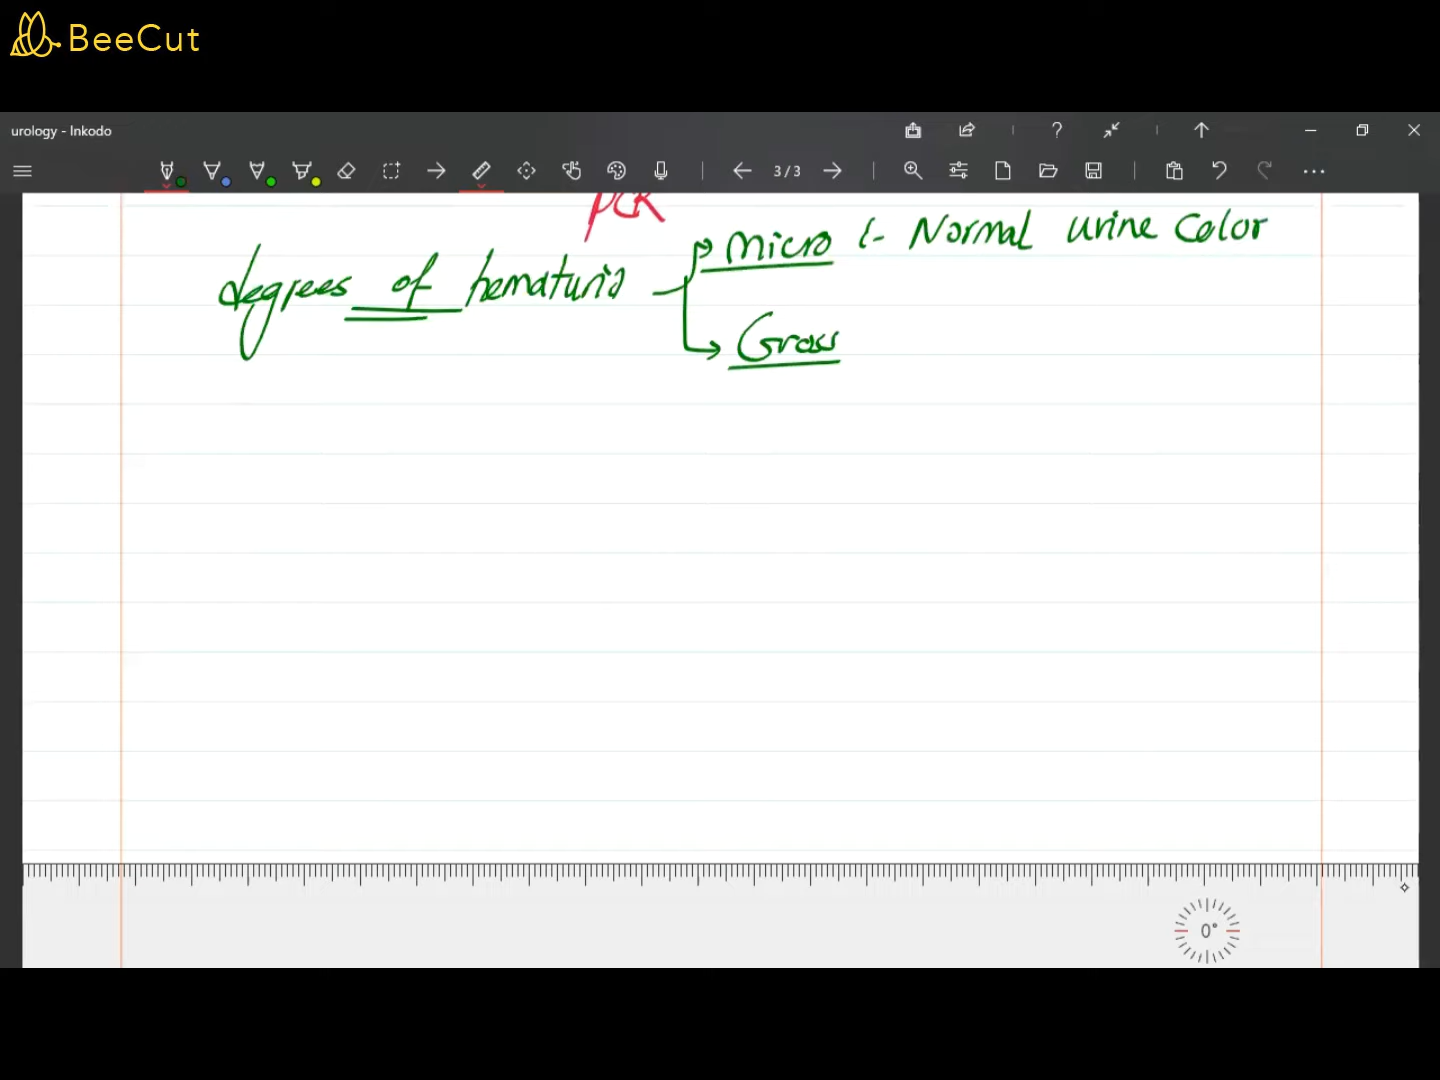 BeeCut
urology - Inkodo
3/3
PCR
degrees of hematuria
Micro :- Normal urine Color
Gross
0°